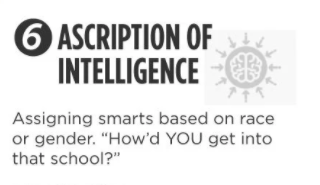 6 ASCRIPTION OF
INTELLIGENCE
Assigning smarts based on race
or gender. “How’d YOU get into
that school?”